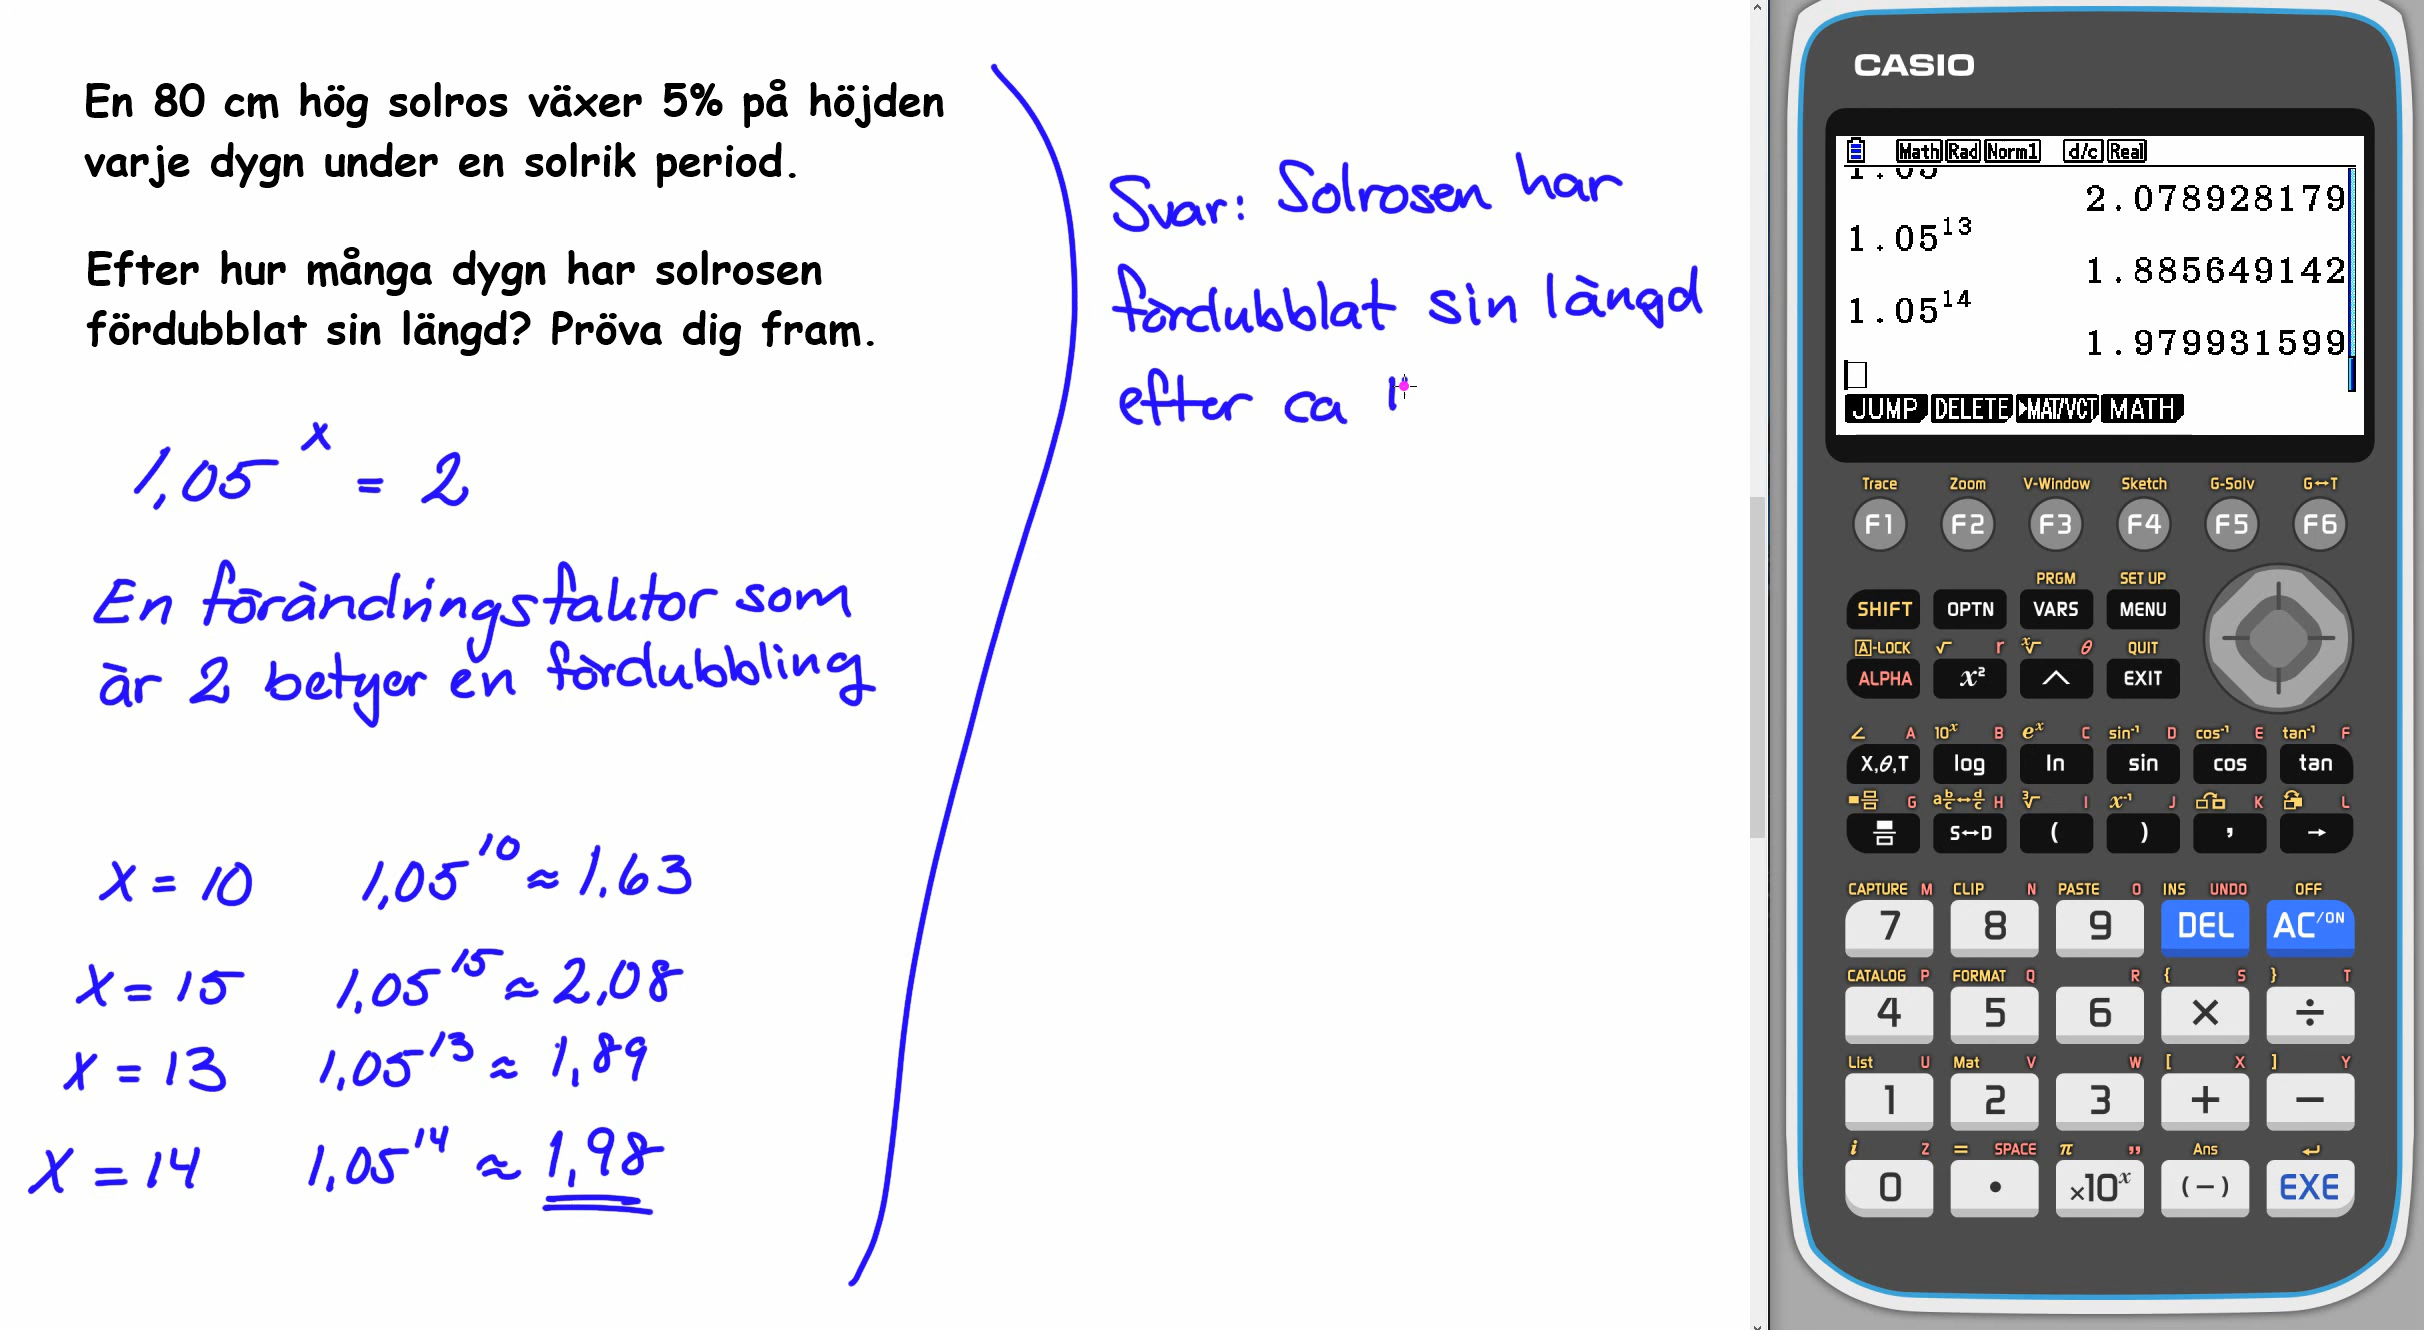 En 80 cm hög solros växer 5% på höjden
varje dygn under en solrik period.
Efter hur många dygn har solrosen
fördubblat sin längd? Pröva dig fram.
1,05^x = 2
En förändringsfaktor som
är 2 betyer en fördubbling
x = 10 1,05^10 ≈ 1,63
x = 15 1,05^15 ≈ 2,08
x = 13 1,05^13 ≈ 1,89
x = 14 1,05^14 ≈ 1,98
Svar: Solrosen har
fördubblat sin längd
efter ca 1
CASIO
Math Rad Norm1 d/c Real
2.078928179
1.05^13
1.885649142
1.05^14
1.979931599
JUMP DELETE ▶MAT/VCT MATH
Trace Zoom V-Window Sketch G-Solv G↔T
F1 F2 F3 F4 F5 F6
PRGM SET UP
SHIFT OPTN VARS MENU
A-LOCK √ r ˣ√ θ QUIT
ALPHA x² ^ EXIT
∠ A 10ˣ B eˣ C sin⁻¹ D cos⁻¹ E tan⁻¹ F
X,θ,T log ln sin cos tan
G a b/c↔d/c H ³√ I x⁻¹ J K L
S↔D ( ) , →
CAPTURE M CLIP N PASTE O INS UNDO OFF
7 8 9 DEL AC/ON
CATALOG P FORMAT Q R { S } T
4 5 6 × ÷
List U Mat V W [ X ] Y
1 2 3 + −
i Z = SPACE π " Ans ↵
0 • ×10ˣ (−) EXE